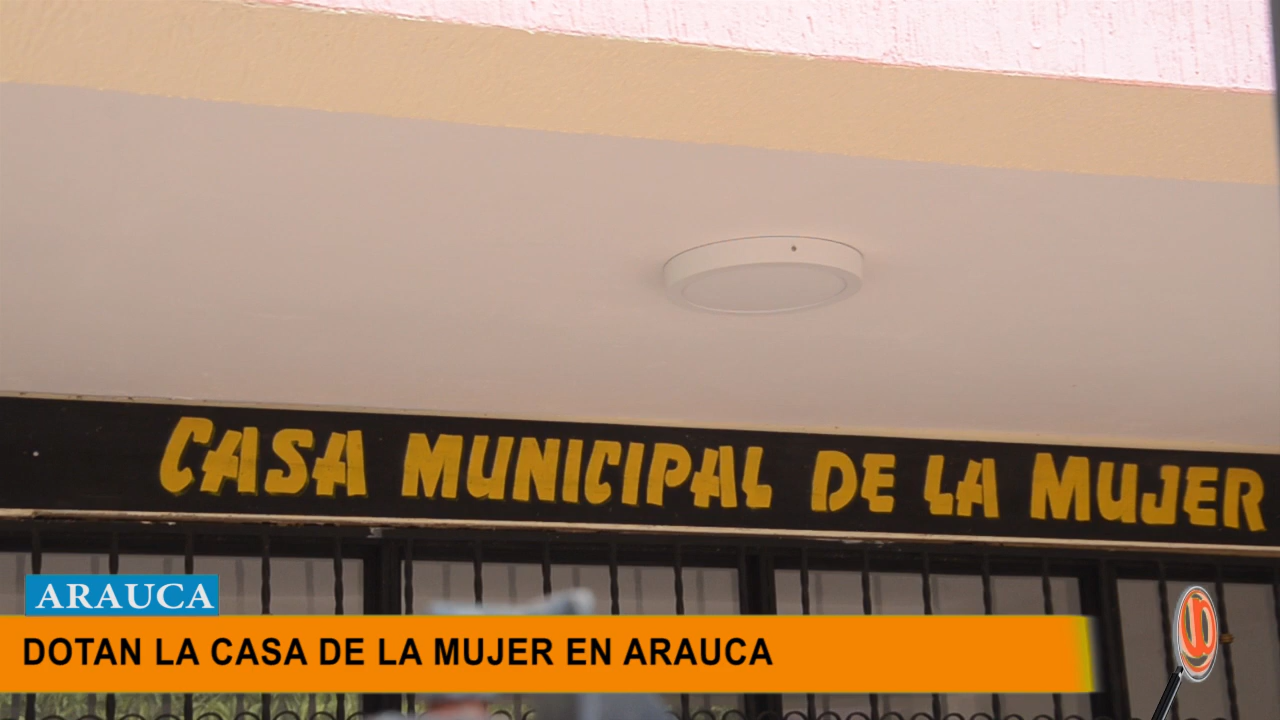 CASA MUNICIPAL DE LA MUJER
ARAUCA
DOTAN LA CASA DE LA MUJER EN ARAUCA